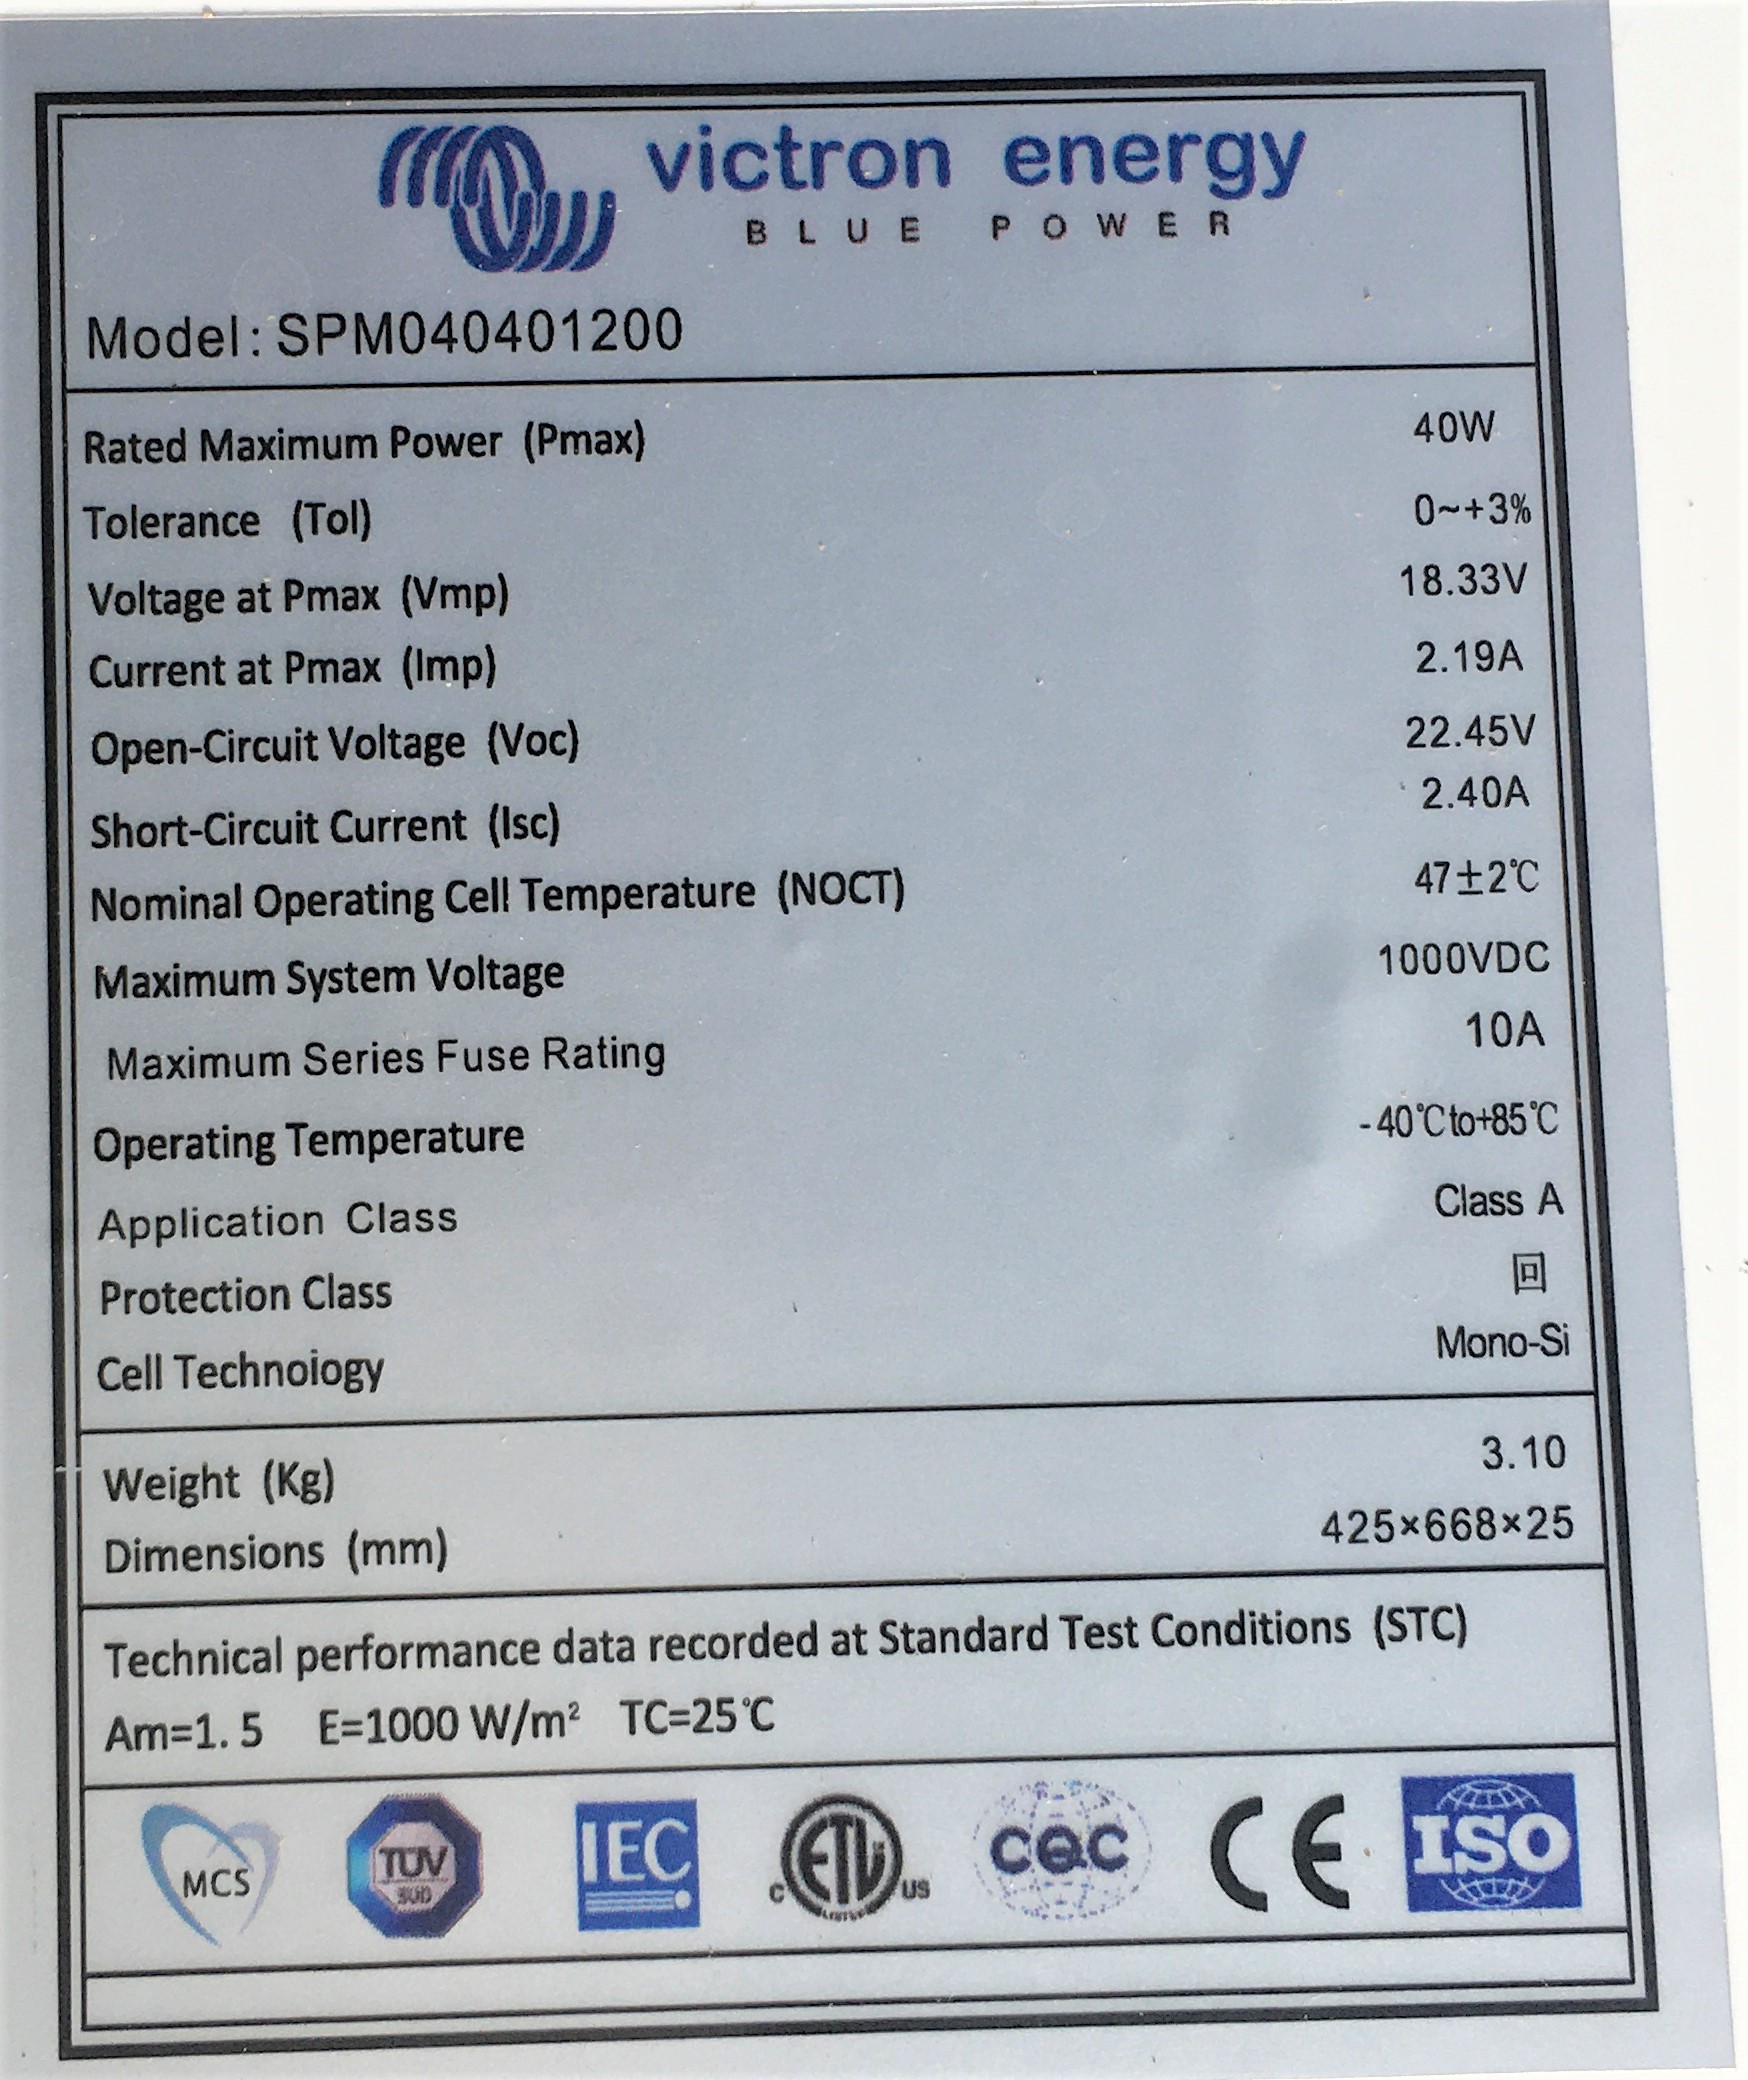 victron energy
BLUE POWER
Model: SPM040401200
Rated Maximum Power (Pmax) 40W
Tolerance (Tol) 0~+3%
Voltage at Pmax (Vmp) 18.33V
Current at Pmax (Imp) 2.19A
Open-Circuit Voltage (Voc) 22.45V
Short-Circuit Current (Isc) 2.40A
Nominal Operating Cell Temperature (NOCT) 47±2℃
Maximum System Voltage 1000VDC
Maximum Series Fuse Rating 10A
Operating Temperature -40℃to+85℃
Application Class Class A
Protection Class 回
Cell Technoiogy Mono-Si
Weight (Kg) 3.10
Dimensions (mm) 425×668×25
Technical performance data recorded at Standard Test Conditions (STC)
Am=1.5 E=1000 W/m² TC=25℃
MCS TÜV SÜD IEC C ETL US LISTED CQC CE ISO